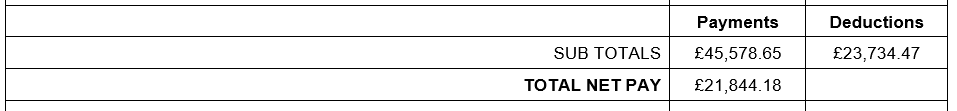 Payments Deductions
SUB TOTALS £45,578.65 £23,734.47
TOTAL NET PAY £21,844.18